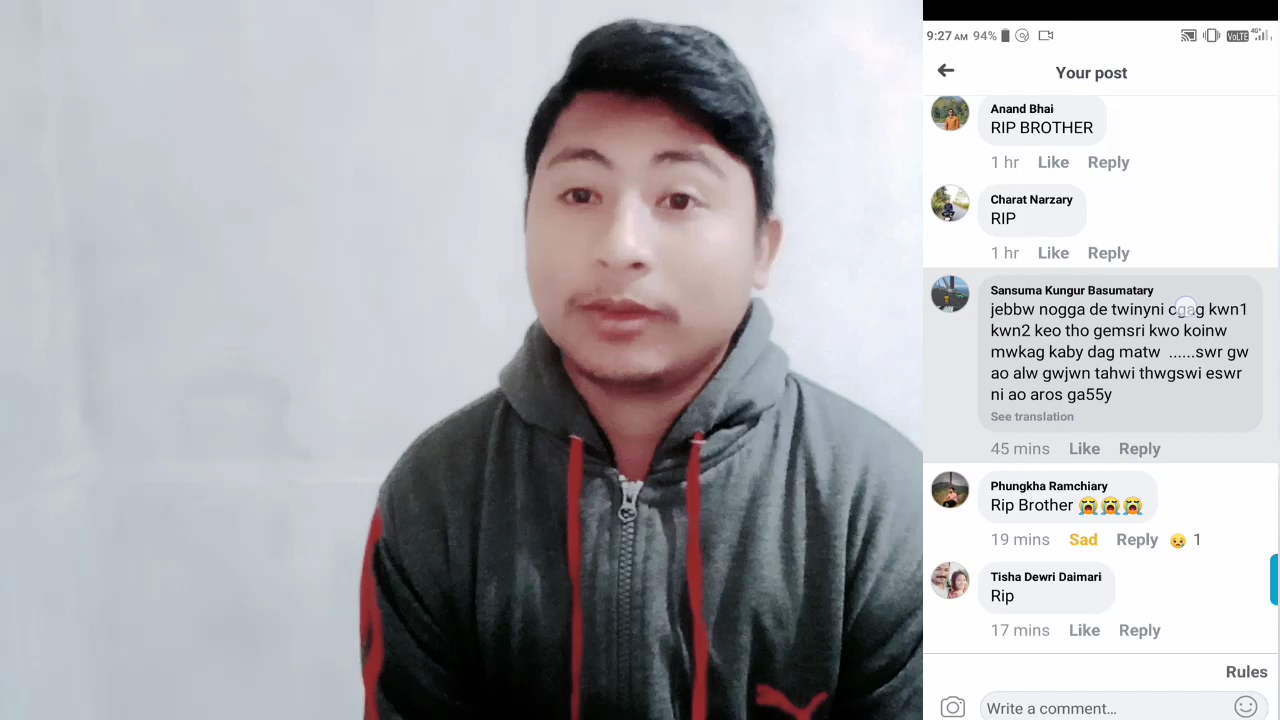 9:27 AM 94% VoLTE 4G+
Your post
Anand Bhai
RIP BROTHER
1 hr Like Reply
Charat Narzary
RIP
1 hr Like Reply
Sansuma Kungur Basumatary
jebbw nogga de twinyni ogag kwn1
kwn2 keo tho gemsri kwo koinw
mwkag kaby dag matw ......swr gw
ao alw gwjwn tahwi thwgswi eswr
ni ao aros ga55y
See translation
45 mins Like Reply
Phungkha Ramchiary
Rip Brother 😭😭😭
19 mins Sad Reply 😟 1
Tisha Dewri Daimari
Rip
17 mins Like Reply
Rules
Write a comment…